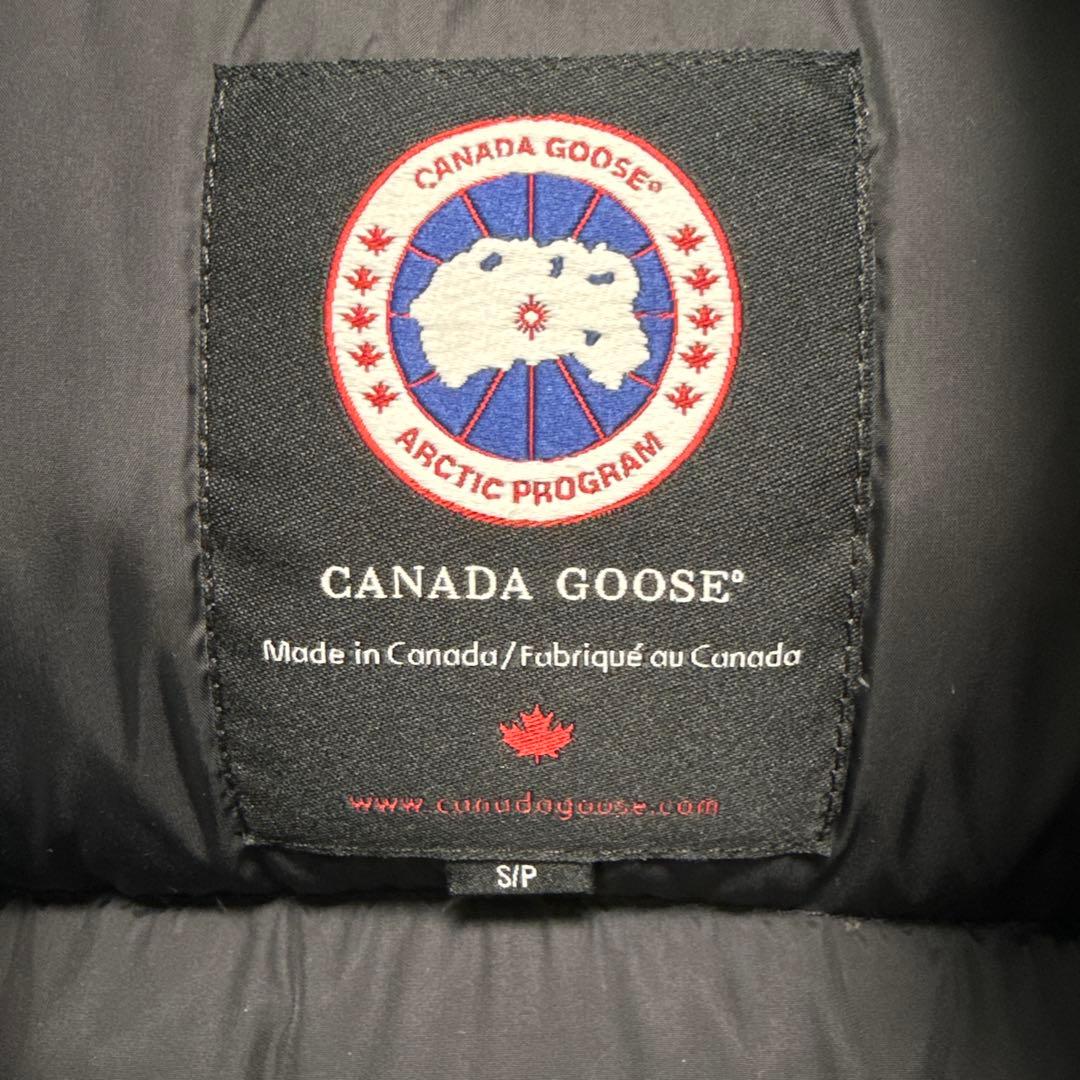 CANADA GOOSE®
ARCTIC PROGRAM
CANADA GOOSE®
Made in Canada/Fabriqué au Canada
www.canadagoose.com
S/P